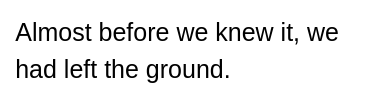 Almost before we knew it, we
had left the ground.